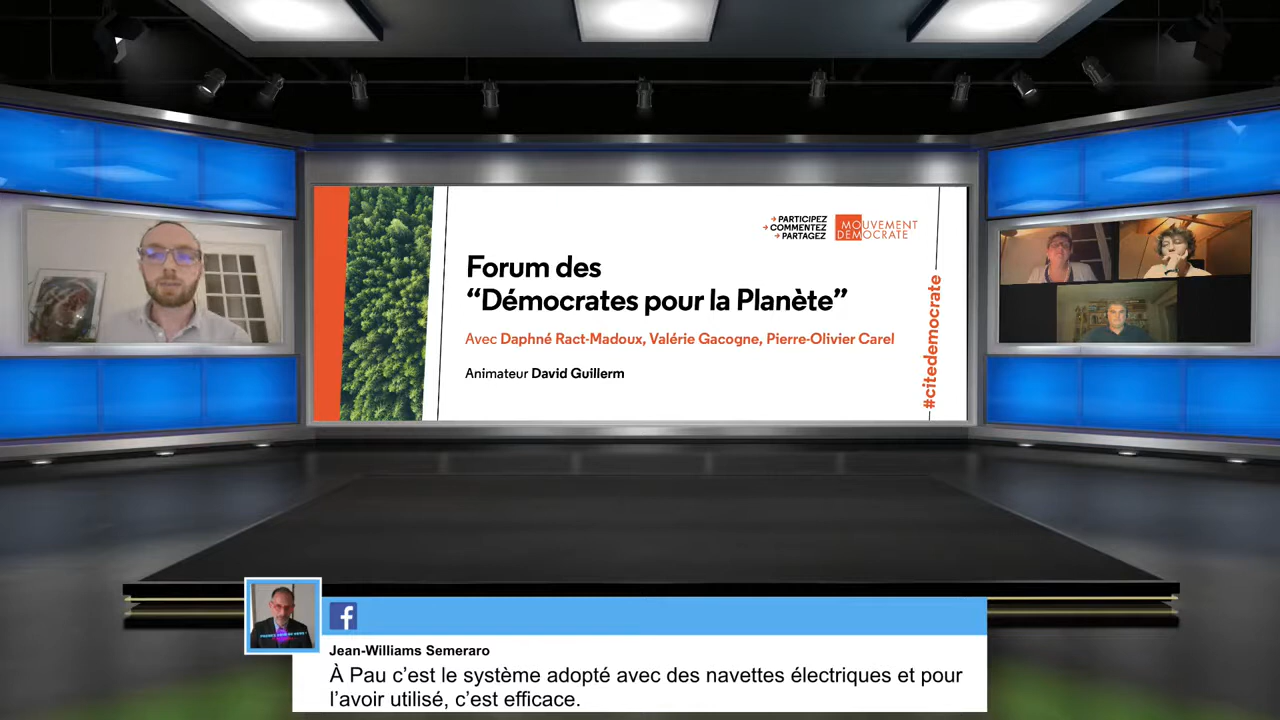 → PARTICIPEZ
→ COMMENTEZ
→ PARTAGEZ
MOUVEMENT
DEMOCRATE
Forum des
“Démocrates pour la Planète”
Avec Daphné Ract-Madoux, Valérie Gacogne, Pierre-Olivier Carel
Animateur David Guillerm
#citedemocrate
f
Jean-Williams Semeraro
À Pau c’est le système adopté avec des navettes électriques et pour
l’avoir utilisé, c’est efficace.